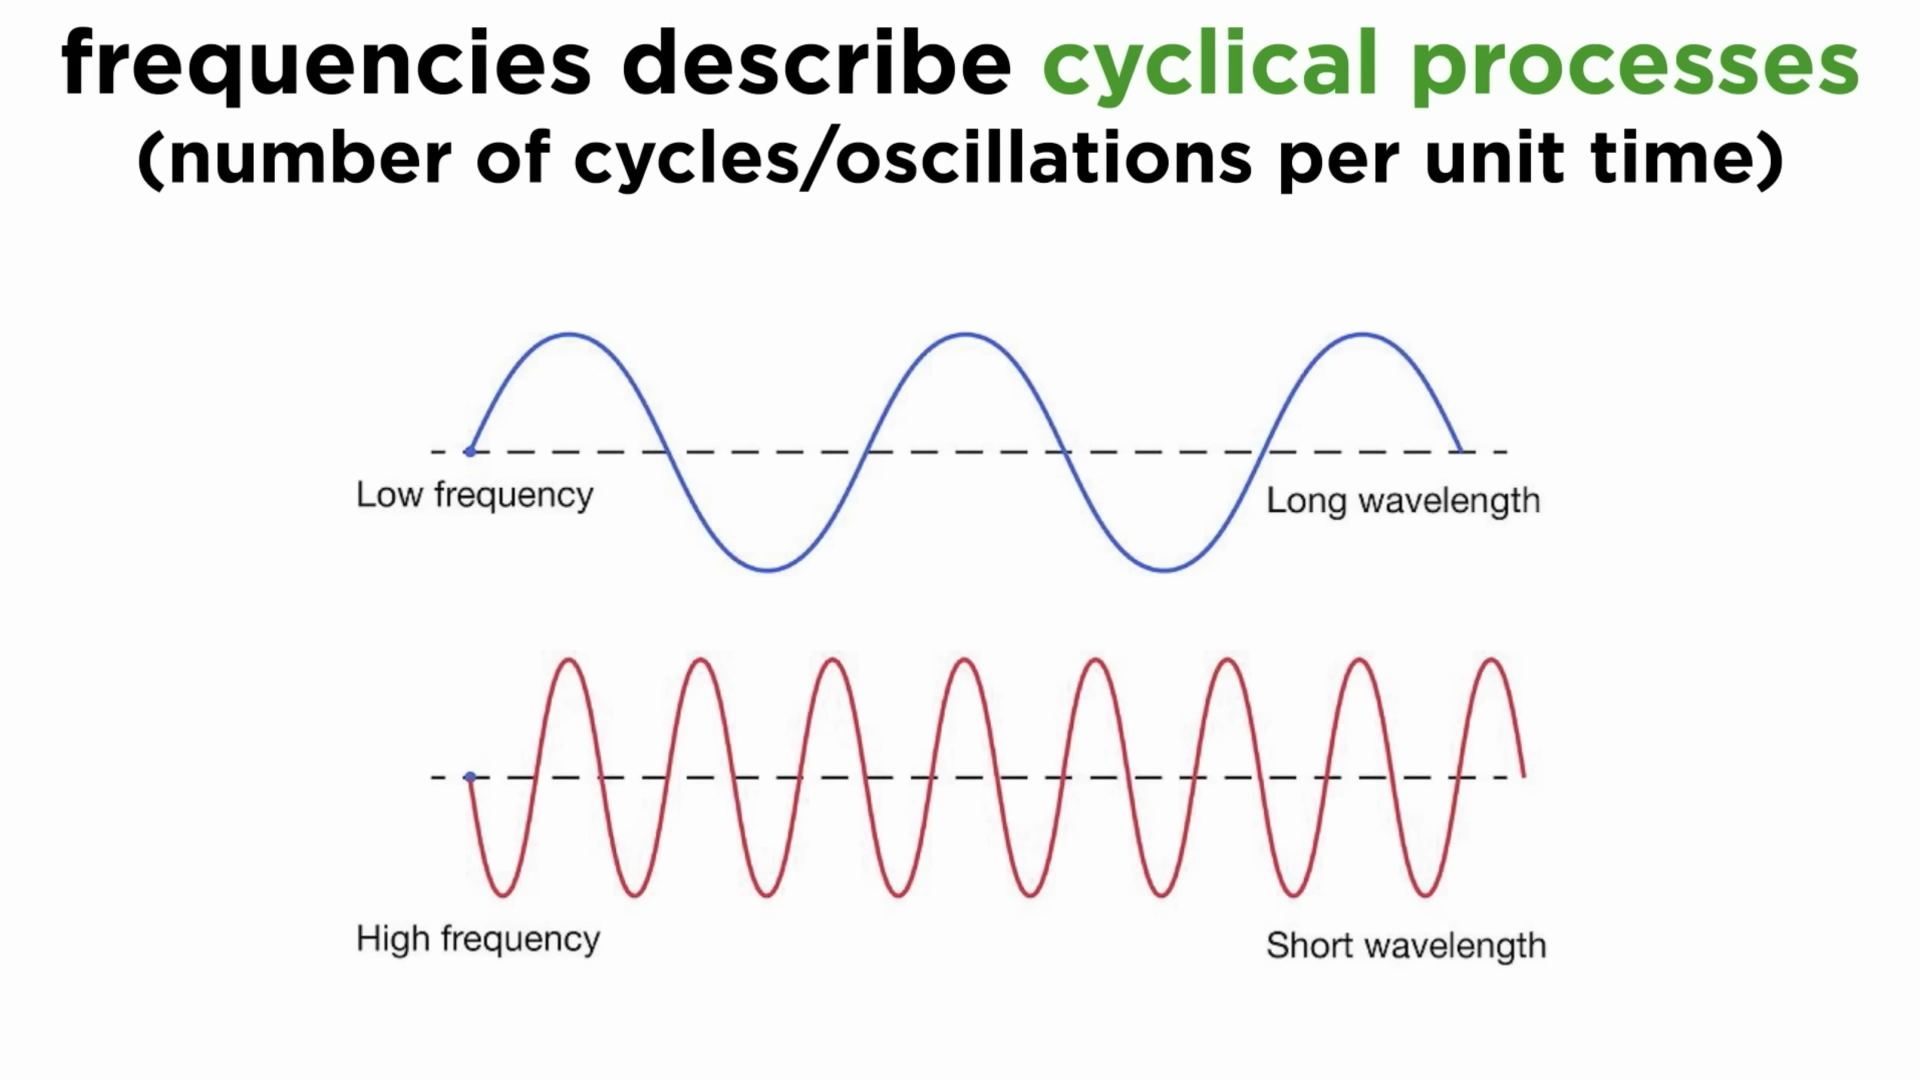 frequencies describe cyclical processes
(number of cycles/oscillations per unit time)
Low frequency
Long wavelength
High frequency
Short wavelength